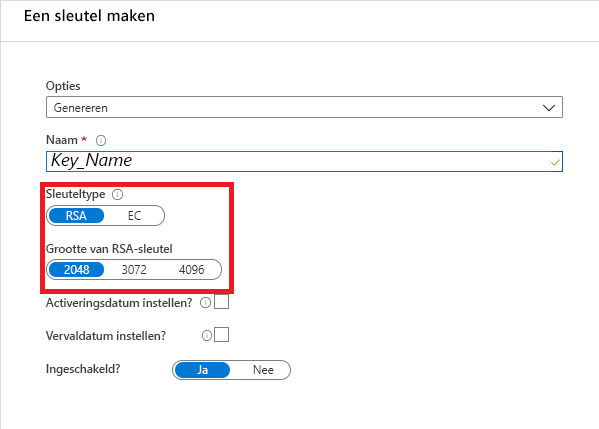 Een sleutel maken
Opties
Genereren
Naam *
Key_Name
Sleuteltype
RSA EC
Grootte van RSA-sleutel
2048 3072 4096
Activeringsdatum instellen?
Vervaldatum instellen?
Ingeschakeld? Ja Nee